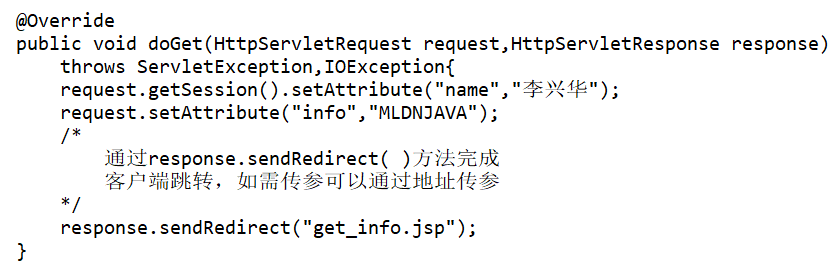 @Override
public void doGet(HttpServletRequest request,HttpServletResponse response)
    throws ServletException,IOException{
    request.getSession().setAttribute("name","李兴华");
    request.setAttribute("info","MLDNJAVA");
    /*
        通过response.sendRedirect( )方法完成
        客户端跳转，如需传参可以通过地址传参
    */
    response.sendRedirect("get_info.jsp");
}